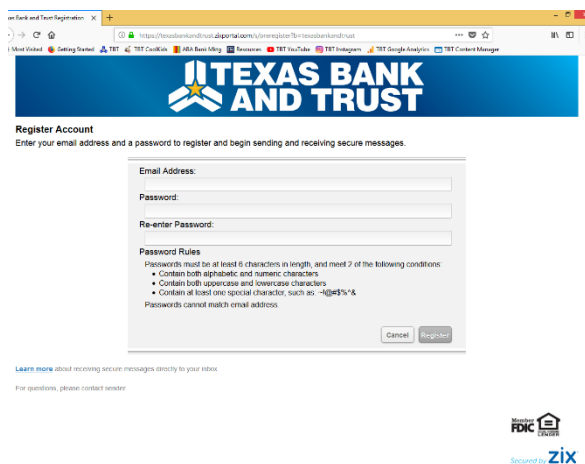 Texas Bank and Trust Registration
https://texasbankandtrust.zixportal.com/s/preregister?b=texasbankandtrust
Most Visited Getting Started TBT TBT CoolKids ABA Bank Mktg Resources TBT YouTube TBT Instagram TBT Google Analytics TBT Content Manager
TEXAS BANK
AND TRUST
Register Account
Enter your email address and a password to register and begin sending and receiving secure messages.
Email Address:
Password:
Re-enter Password:
Password Rules
Passwords must be at least 6 characters in length, and meet 2 of the following conditions:
• Contain both alphabetic and numeric characters
• Contain both uppercase and lowercase characters
• Contain at least one special character, such as: ~!@#$%^&
Passwords cannot match email address.
Cancel Register
Learn more about receiving secure messages directly to your inbox.
For questions, please contact sender
Member
FDIC
LENDER
Secured by zix